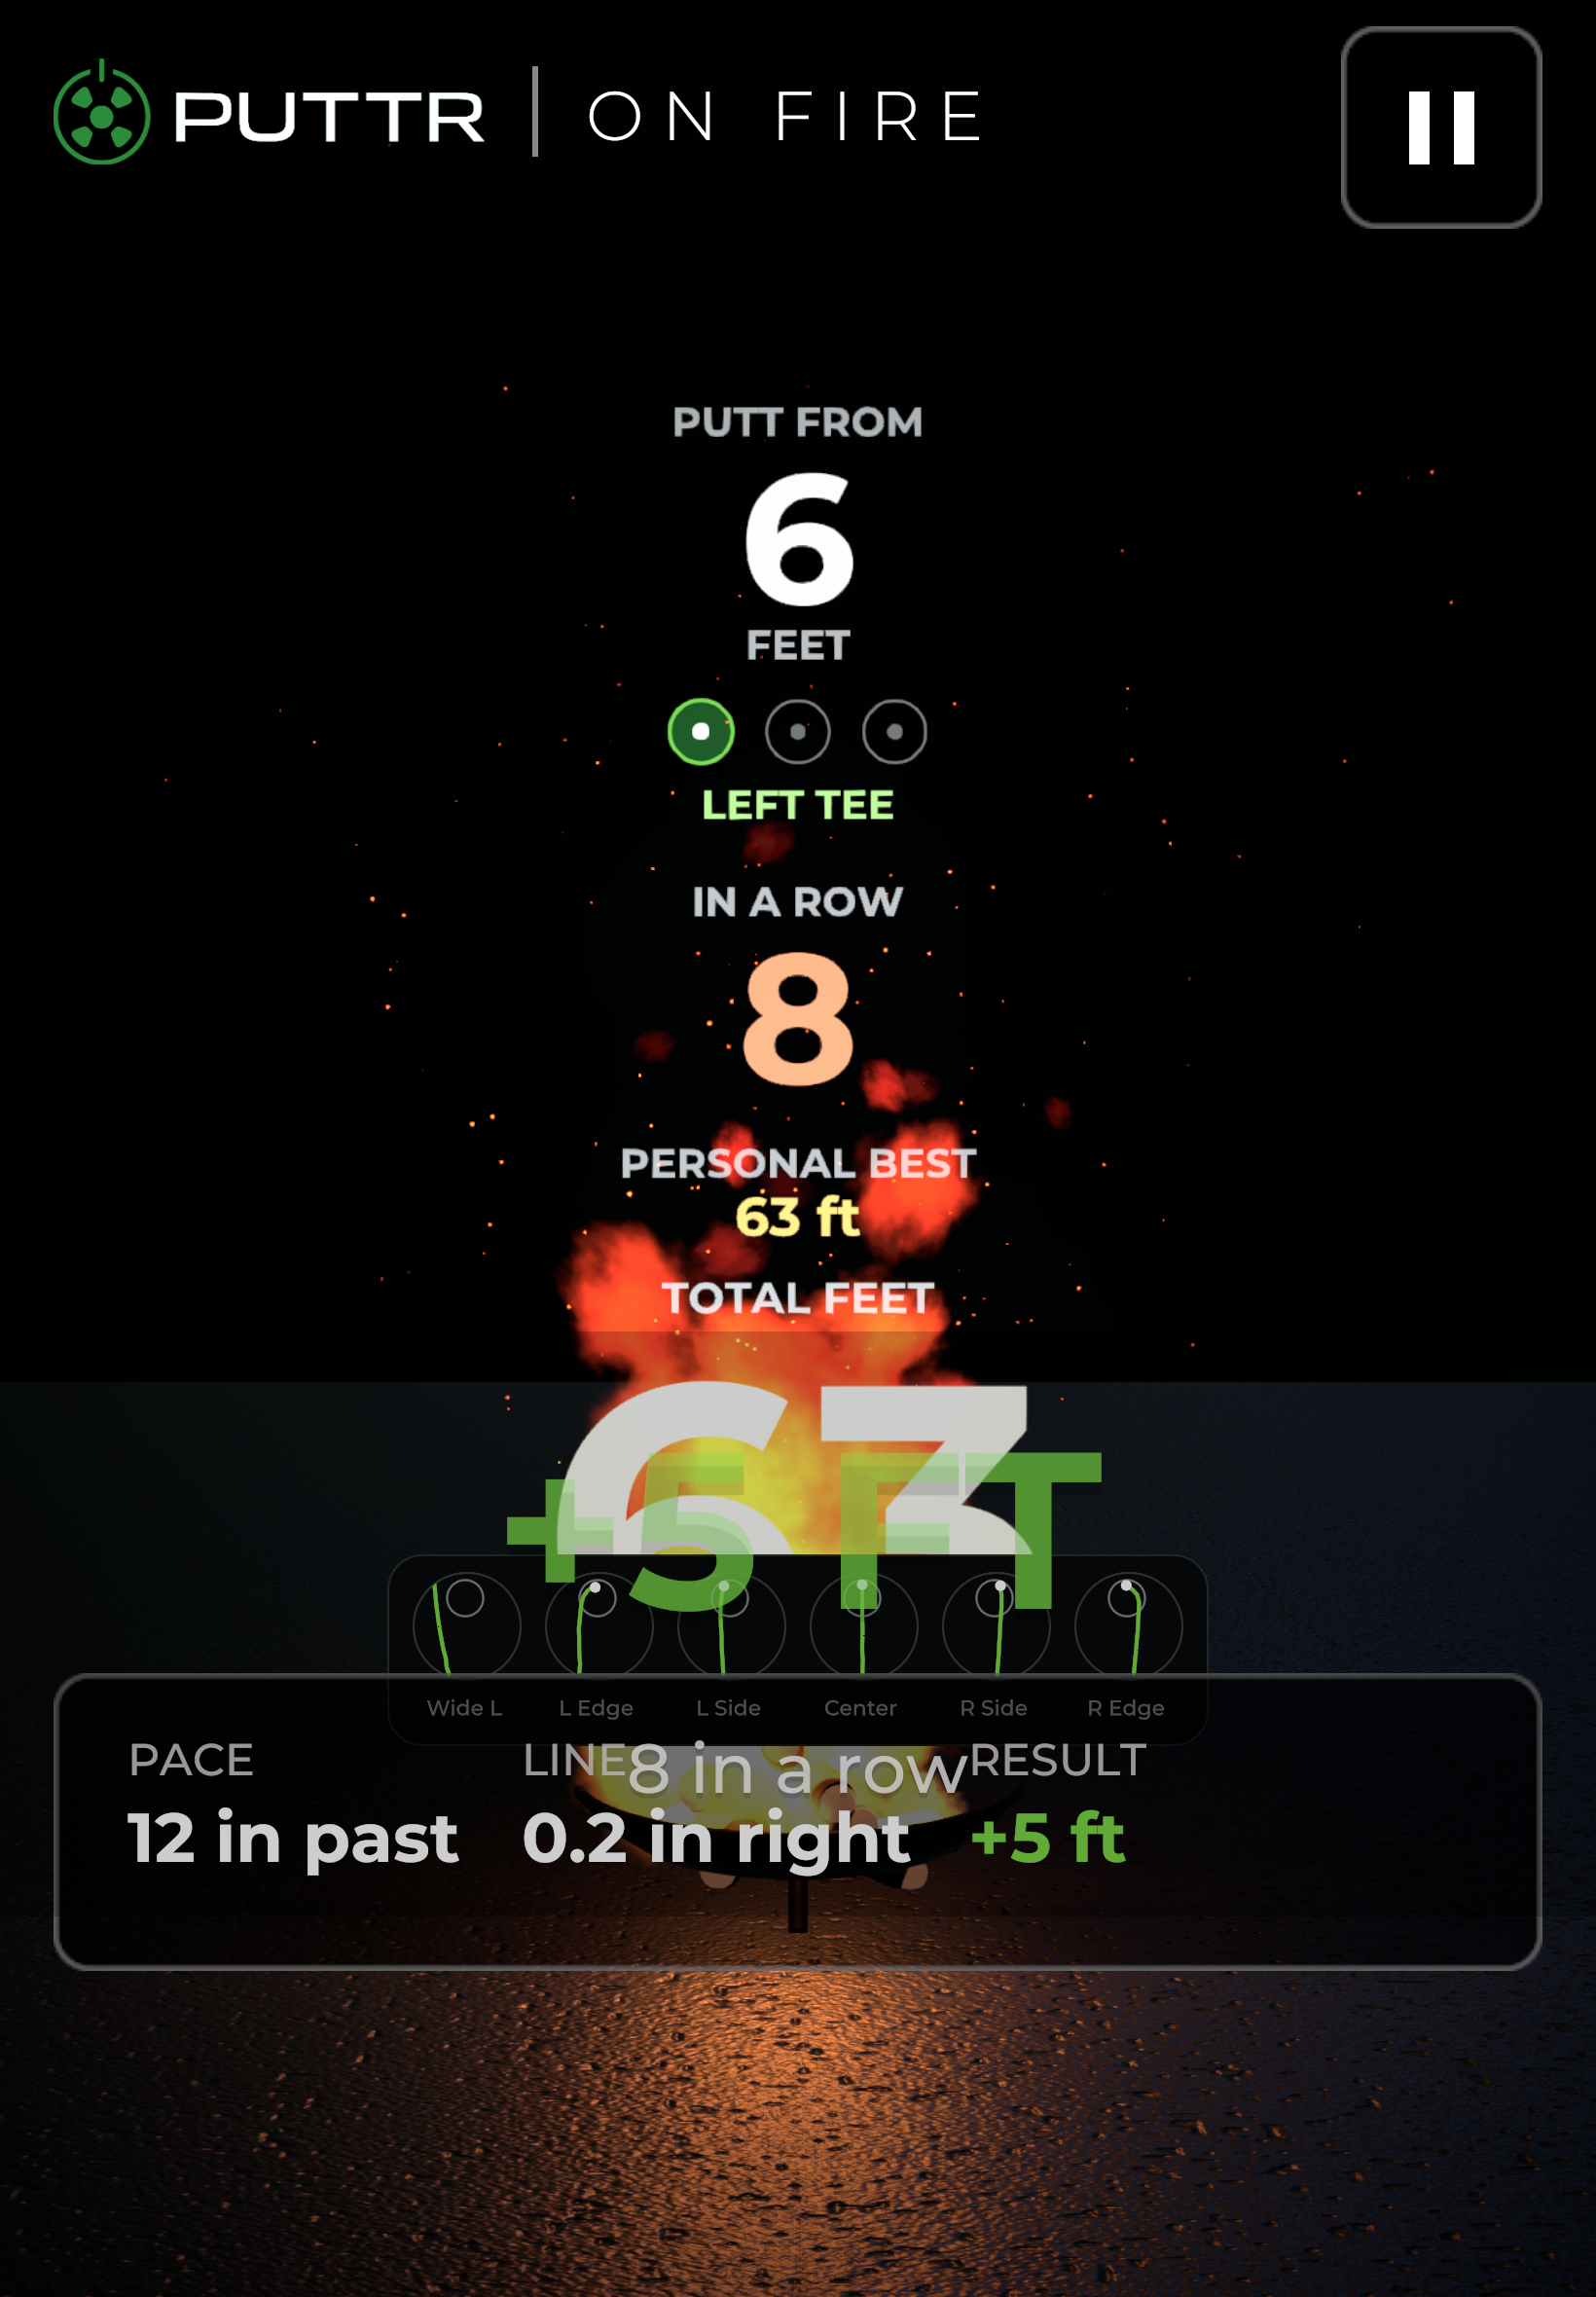 PUTTR | ON FIRE
PUTT FROM
6
FEET
LEFT TEE
IN A ROW
8
PERSONAL BEST
63 ft
TOTAL FEET
63
+5 FT
Wide L L Edge L Side Center R Side R Edge
8 in a row
PACE LINE RESULT
12 in past 0.2 in right +5 ft